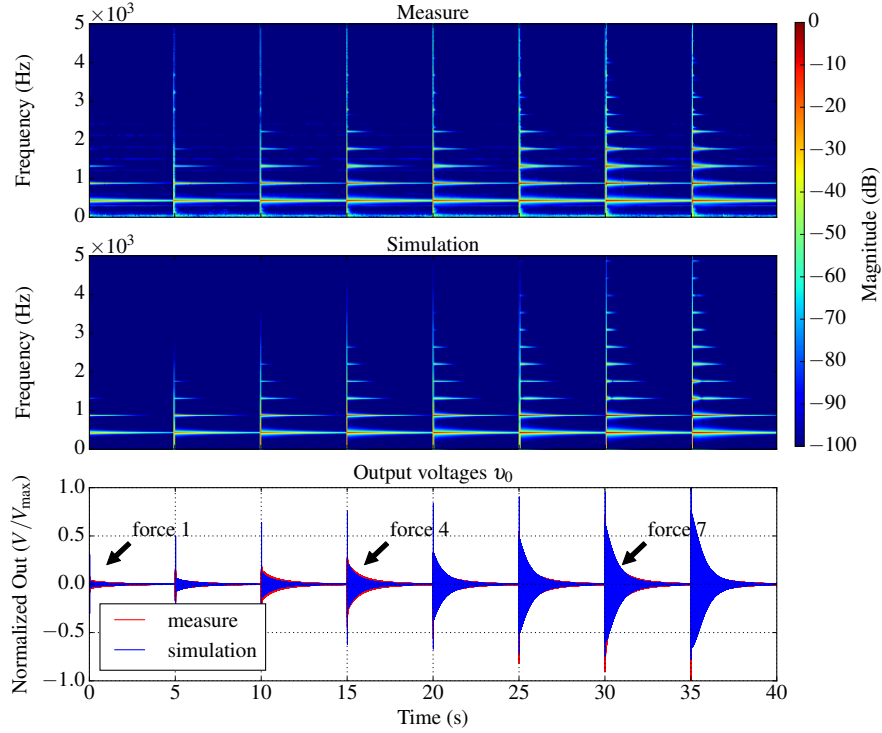 Measure
×10³
5
4
3
2
1
0
Frequency (Hz)
0
−10
−20
−30
−40
−50
−60
−70
−80
−90
−100
Magnitude (dB)
Simulation
×10³
5
4
3
2
1
0
Frequency (Hz)
Output voltages v₀
1.0
0.5
0.0
−0.5
−1.0
Normalized Out (V/Vmax)
force 1
force 4
force 7
measure
simulation
0 5 10 15 20 25 30 35 40
Time (s)